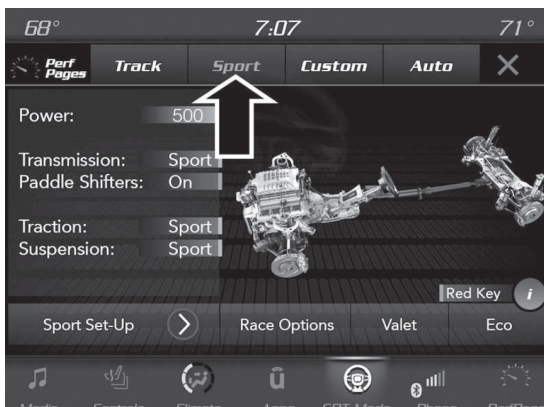 68° 7:07 71°
Perf Pages Track Sport Custom Auto X
Power: 500
Transmission: Sport
Paddle Shifters: On
Traction: Sport
Suspension: Sport
Red Key i
Sport Set-Up > Race Options Valet Eco